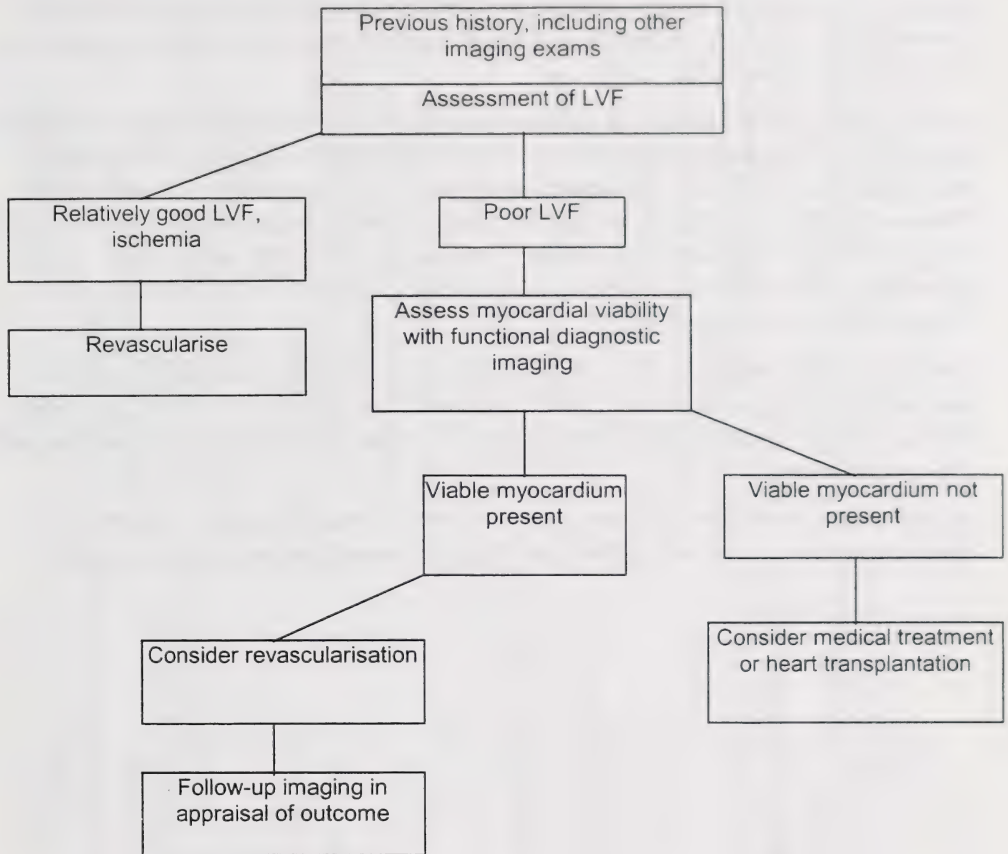 Previous history, including other
imaging exams
Assessment of LVF
Relatively good LVF,
ischemia
Poor LVF
Revascularise
Assess myocardial viability
with functional diagnostic
imaging
Viable myocardium
present
Viable myocardium not
present
Consider revascularisation
Consider medical treatment
or heart transplantation
Follow-up imaging in
appraisal of outcome